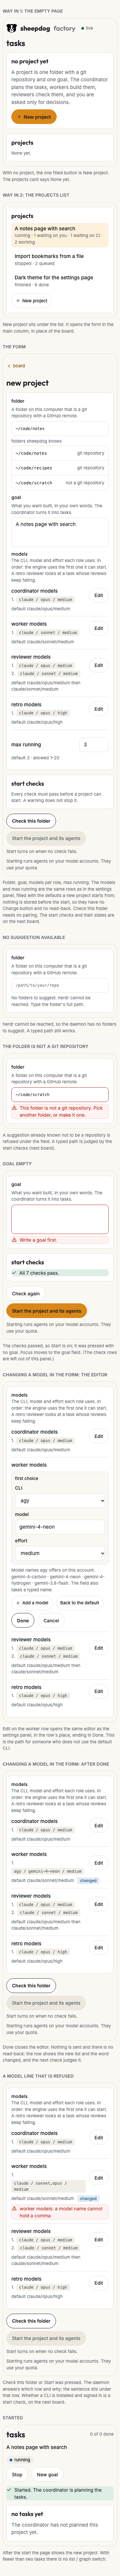 WAY IN 1: THE EMPTY PAGE
sheepdog factory live
tasks
no project yet
A project is one folder with a git
repository and one goal. The coordinator
plans the tasks, workers build them,
reviewers check them, and you are
asked only for decisions.
+ New project
projects
None yet.
With no project, the one filled button is New project.
The projects card says None yet.
WAY IN 2: THE PROJECTS LIST
projects
A notes page with search
running · 1 waiting on you · 1 waiting on CI ·
2 working
Import bookmarks from a file
stopped · 2 queued
Dark theme for the settings page
finished · 6 done
+ New project
New project sits under the list. It opens the form in the
main column, in place of the board.
THE FORM
‹ board
new project
folder
A folder on this computer that is a git
repository with a GitHub remote.
~/code/notes
folders sheepdog knows
~/code/notes git repository
~/code/recipes git repository
~/code/scratch not a git repository
goal
What you want built, in your own words. The
coordinator turns it into tasks.
A notes page with search
models
The CLI, model and effort each role uses, in
order: the engine uses the first one it can start.
A retro reviewer looks at a task whose reviews
keep failing.
coordinator models
1. claude / opus / medium
Edit
default claude/opus/medium
worker models
1. claude / sonnet / medium
Edit
default claude/sonnet/medium
reviewer models
1. claude / opus / medium
2. claude / sonnet / medium
Edit
default claude/opus/medium then
claude/sonnet/medium
retro models
1. claude / opus / high
Edit
default claude/opus/high
max running
3
default 3 · allowed 1–20
start checks
Every check must pass before a project can
start. A warning does not stop it.
Check this folder
Start the project and its agents
Start turns on when no check fails.
Starting runs agents on your model accounts. They
use your quota.
Folder, goal, models per role, max running. The models
and max running are the same rows as in the settings
panel, filled with the defaults a new project starts from;
nothing is stored before the start, so they have no
Change button and no next-check. Check this folder
needs no pairing. The start checks and their states are
on the next board.
NO SUGGESTION AVAILABLE
folder
A folder on this computer that is a git
repository with a GitHub remote.
/path/to/your/repo
No folders to suggest: herdr cannot be
reached. Type the folder's full path.
herdr cannot be reached, so the daemon has no folders
to suggest. A typed path still works.
THE FOLDER IS NOT A GIT REPOSITORY
folder
A folder on this computer that is a git
repository with a GitHub remote.
~/code/scratch
This folder is not a git repository. Pick
another folder, or make it one.
A suggestion already known not to be a repository is
refused under the field. A typed path is judged by the
start checks (next board).
GOAL EMPTY
goal
What you want built, in your own words. The
coordinator turns it into tasks.
Write a goal first.
start checks
All 7 checks pass.
Check again
Start the project and its agents
Starting runs agents on your model accounts. They
use your quota.
The checks passed, so Start is on; it was pressed with
no goal. Focus moves to the goal field. (The check rows
are left out of this panel.)
CHANGING A MODEL IN THE FORM: THE EDITOR
models
The CLI, model and effort each role uses, in
order: the engine uses the first one it can start.
A retro reviewer looks at a task whose reviews
keep failing.
coordinator models
1. claude / opus / medium
Edit
default claude/opus/medium
worker models
first choice
CLI
agy
model
gemini-4-neon
effort
medium
Model names agy offers on this account:
gemini-4-carbon · gemini-4-neon · gemini-4-
hydrogen · gemini-3.8-flash. The field also
takes a typed name.
+ Add a model Back to the default
Done Cancel
reviewer models
1. claude / opus / medium
2. claude / sonnet / medium
Edit
default claude/opus/medium then
claude/sonnet/medium
retro models
1. claude / opus / high
Edit
default claude/opus/high
Edit on the worker row opens the same editor as the
settings panel, in the row's place, ending in Done. This
is the path for someone who does not use the default
CLI.
CHANGING A MODEL IN THE FORM: AFTER DONE
models
The CLI, model and effort each role uses, in
order: the engine uses the first one it can start.
A retro reviewer looks at a task whose reviews
keep failing.
coordinator models
1. claude / opus / medium
Edit
default claude/opus/medium
worker models
1.
agy / gemini-4-neon / medium
Edit
default claude/sonnet/medium changed
reviewer models
1. claude / opus / medium
2. claude / sonnet / medium
Edit
default claude/opus/medium then
claude/sonnet/medium
retro models
1. claude / opus / high
Edit
default claude/opus/high
Check this folder
Start the project and its agents
Start turns on when no check fails.
Starting runs agents on your model accounts. They
use your quota.
Done closes the editor. Nothing is sent and there is no
read-back: the row shows the new list and the word
changed, and the next check judges it.
A MODEL LINE THAT IS REFUSED
models
The CLI, model and effort each role uses, in
order: the engine uses the first one it can start.
A retro reviewer looks at a task whose reviews
keep failing.
coordinator models
1. claude / opus / medium
Edit
default claude/opus/medium
worker models
1.
claude / sonnet,opus /
medium
Edit
default claude/sonnet/medium changed
worker models: a model name cannot
hold a comma
reviewer models
1. claude / opus / medium
2. claude / sonnet / medium
Edit
default claude/opus/medium then
claude/sonnet/medium
retro models
1. claude / opus / high
Edit
default claude/opus/high
Check this folder
Start the project and its agents
Start turns on when no check fails.
Starting runs agents on your model accounts. They
use your quota.
Check this folder or Start was pressed. The daemon
answers which row and why; the sentence sits under
that row. Whether a CLI is installed and signed in is a
start check, on the next board.
STARTED
tasks 0 of 0 done
A notes page with search
running
Stop New goal
Started. The coordinator is planning the
tasks.
no tasks yet
The coordinator has not planned this
project yet.
After the start the page shows the new project. With
fewer than two tasks there is no list / graph switch.